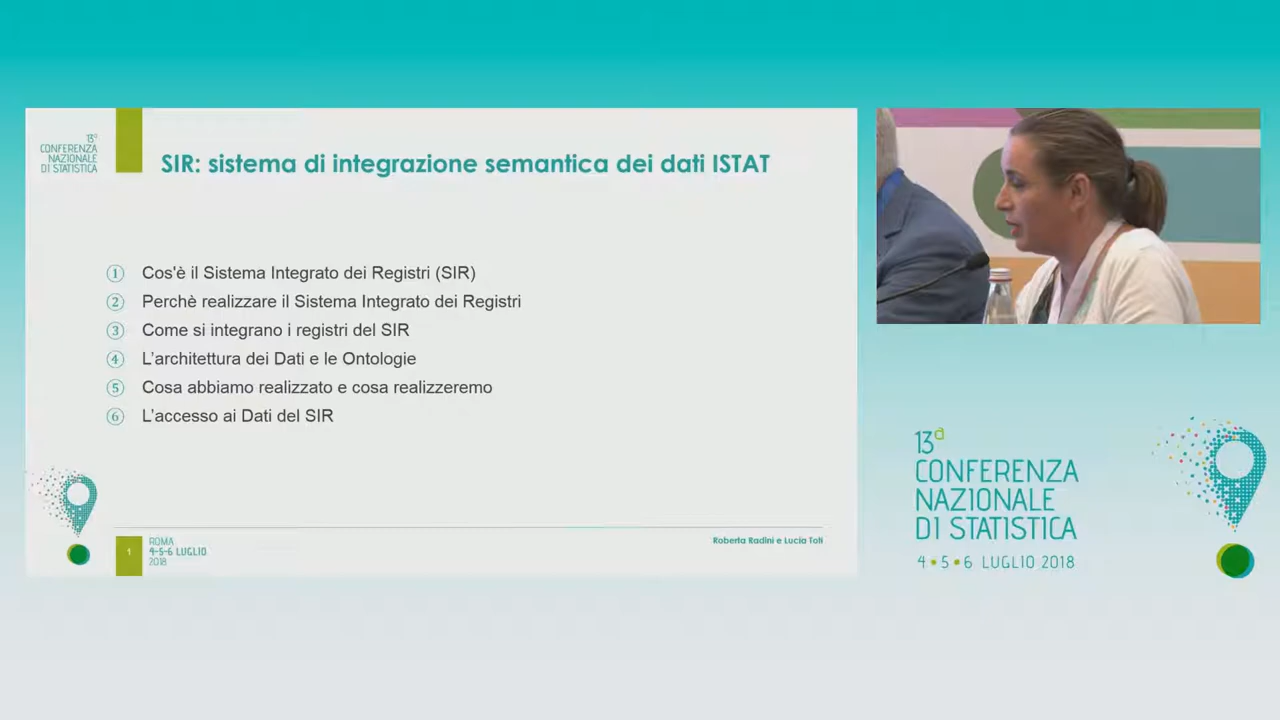 13ª
CONFERENZA
NAZIONALE
DI STATISTICA
SIR: sistema di integrazione semantica dei dati ISTAT
1 Cos'è il Sistema Integrato dei Registri (SIR)
2 Perchè realizzare il Sistema Integrato dei Registri
3 Come si integrano i registri del SIR
4 L'architettura dei Dati e le Ontologie
5 Cosa abbiamo realizzato e cosa realizzeremo
6 L'accesso ai Dati del SIR
1
ROMA
4-5-6 LUGLIO
2018
Roberta Radini e Lucia Toti
13ª
CONFERENZA
NAZIONALE
DI STATISTICA
4 • 5 • 6 LUGLIO 2018